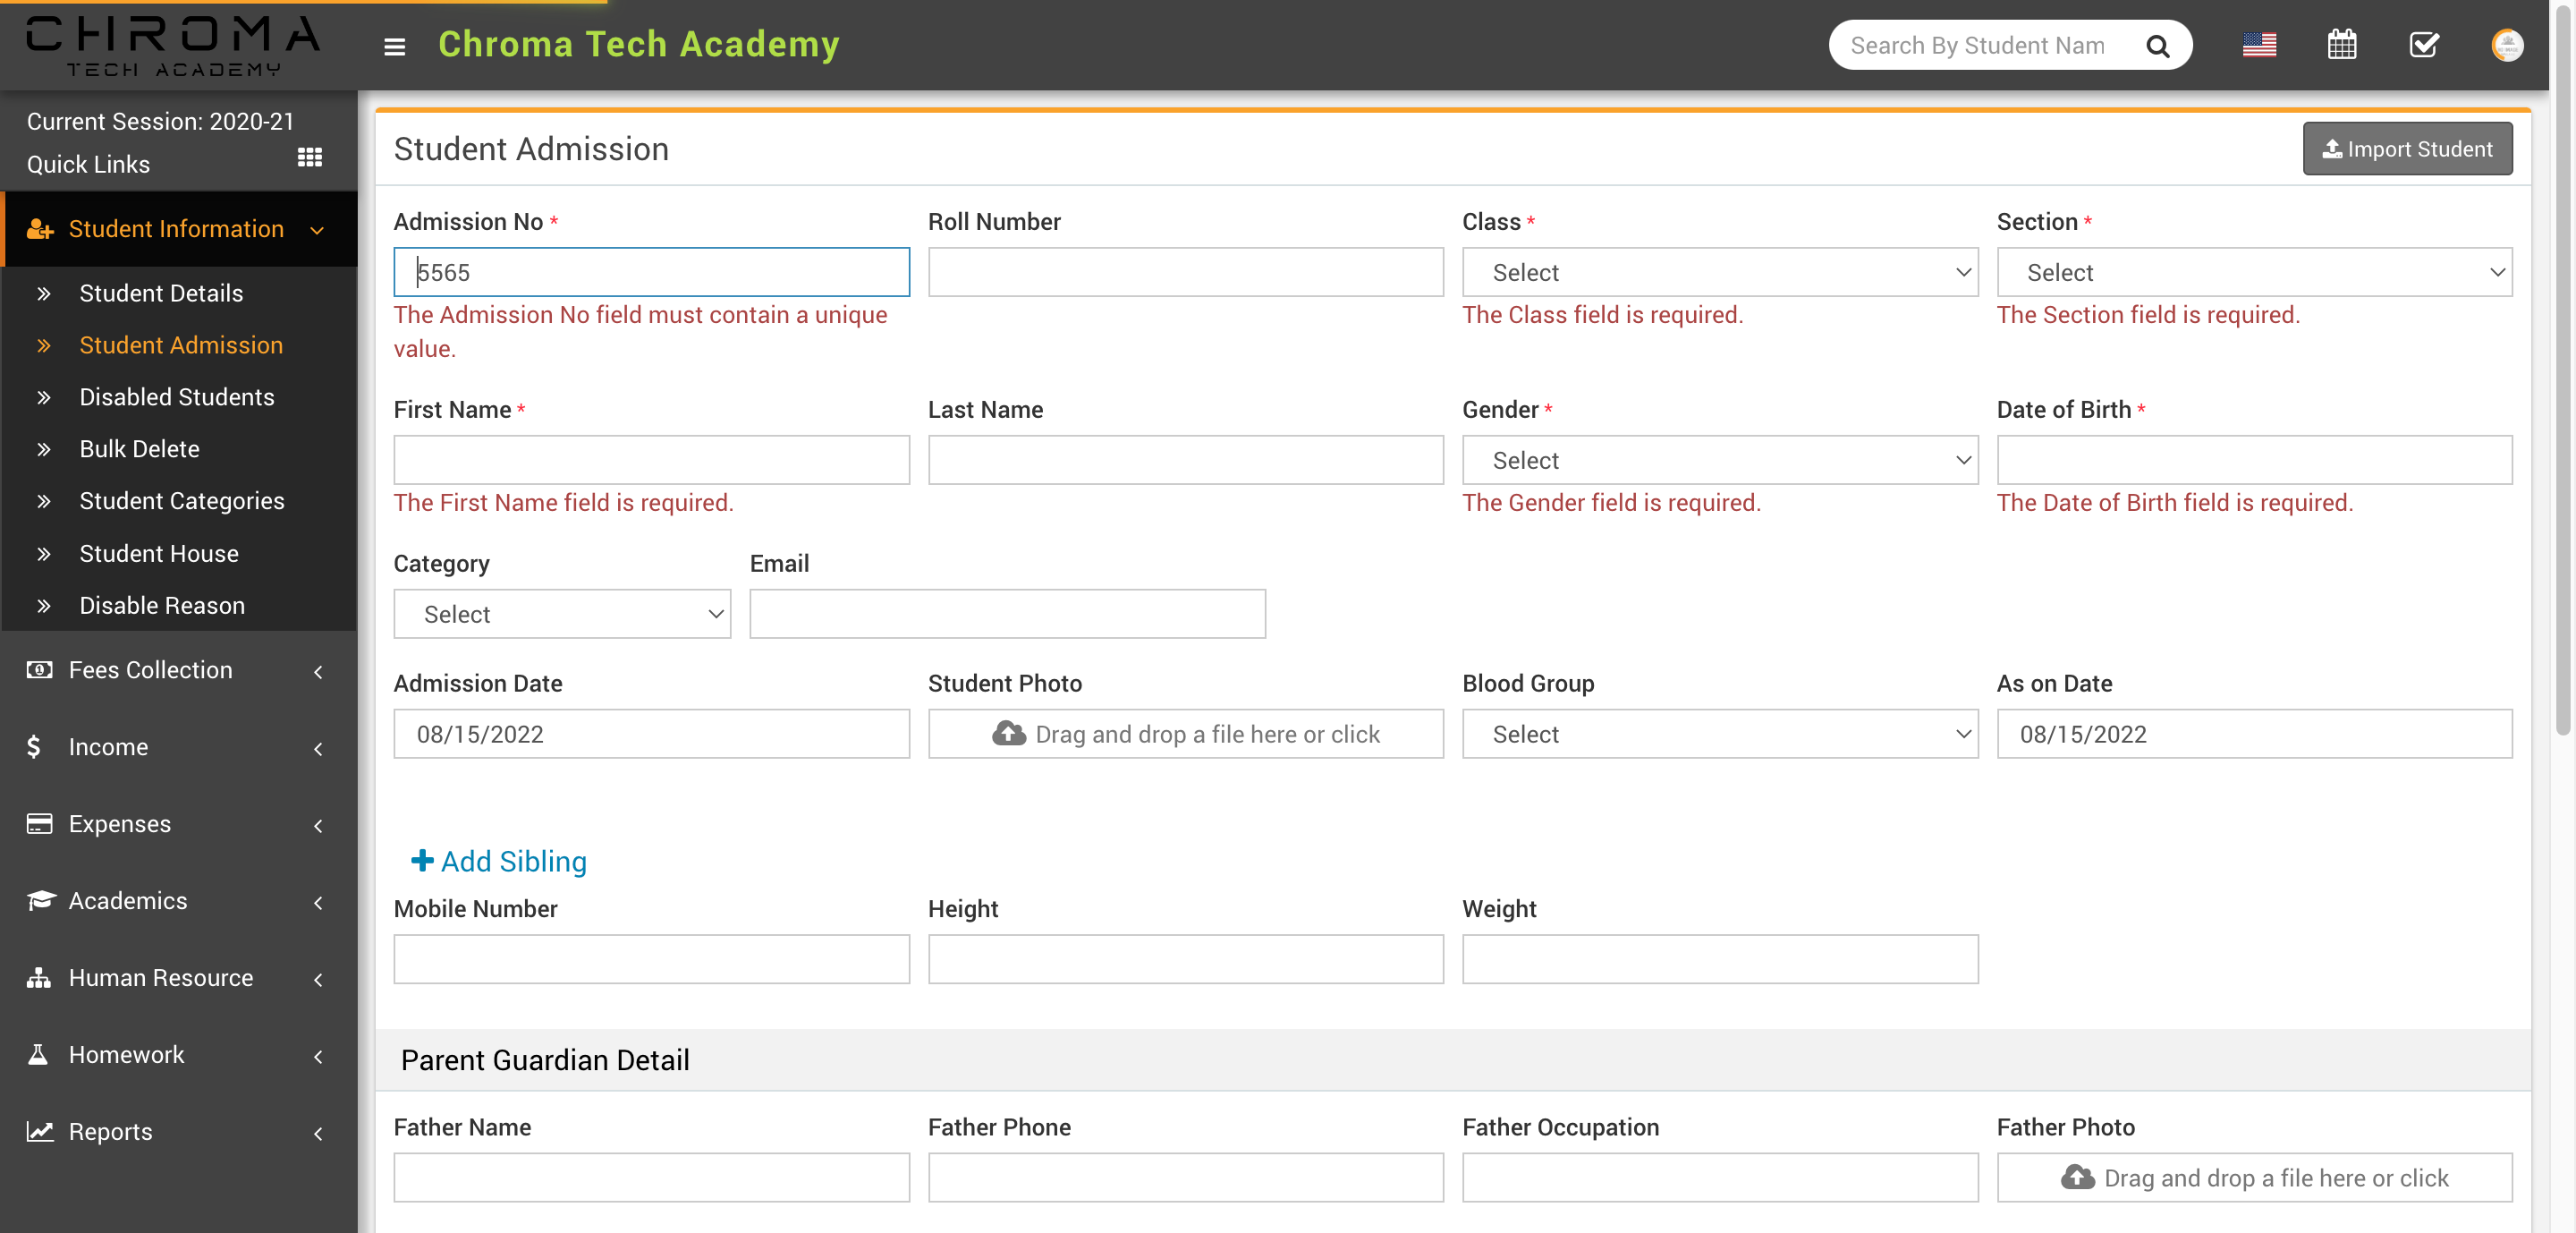 CHROMA
TECH ACADEMY
Chroma Tech Academy
Search By Student Nam
Current Session: 2020-21
Quick Links
Student Information
Student Details
Student Admission
Disabled Students
Bulk Delete
Student Categories
Student House
Disable Reason
Fees Collection
Income
Expenses
Academics
Human Resource
Homework
Reports
Student Admission
Import Student
Admission No *
Roll Number
Class *
Section *
5565
Select
Select
The Admission No field must contain a unique
value.
The Class field is required.
The Section field is required.
First Name *
Last Name
Gender *
Date of Birth *
Select
The First Name field is required.
The Gender field is required.
The Date of Birth field is required.
Category
Email
Select
Admission Date
Student Photo
Blood Group
As on Date
08/15/2022
Drag and drop a file here or click
Select
08/15/2022
Add Sibling
Mobile Number
Height
Weight
Parent Guardian Detail
Father Name
Father Phone
Father Occupation
Father Photo
Drag and drop a file here or click